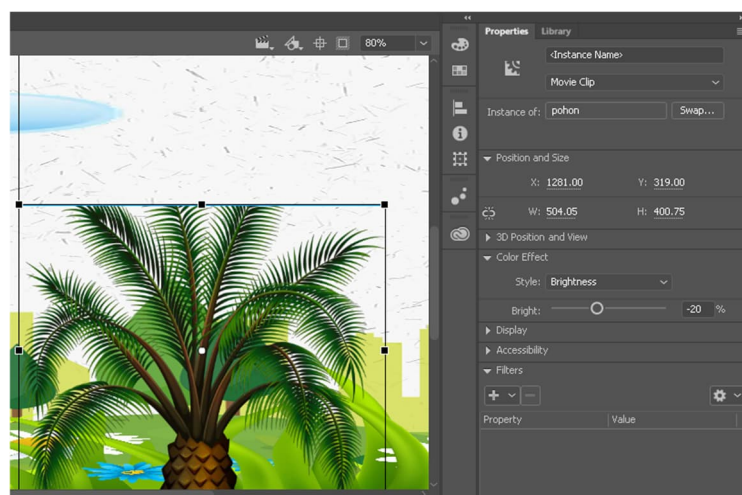 80%
Properties Library
<Instance Name>
Movie Clip
Instance of: pohon Swap...
Position and Size
X: 1281.00 Y: 319.00
W: 504.05 H: 400.75
3D Position and View
Color Effect
Style: Brightness
Bright: -20 %
Display
Accessibility
Filters
Property Value